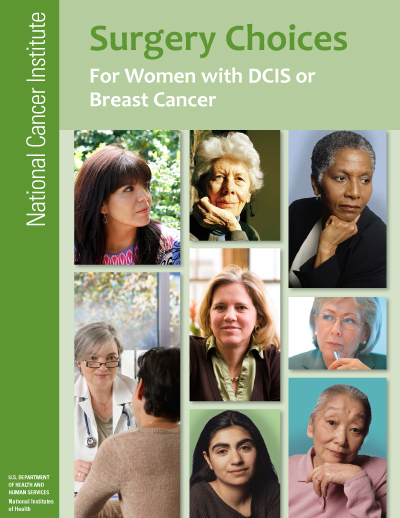 National Cancer Institute
Surgery Choices
For Women with DCIS or
Breast Cancer
U.S. DEPARTMENT
OF HEALTH AND
HUMAN SERVICES
National Institutes
of Health